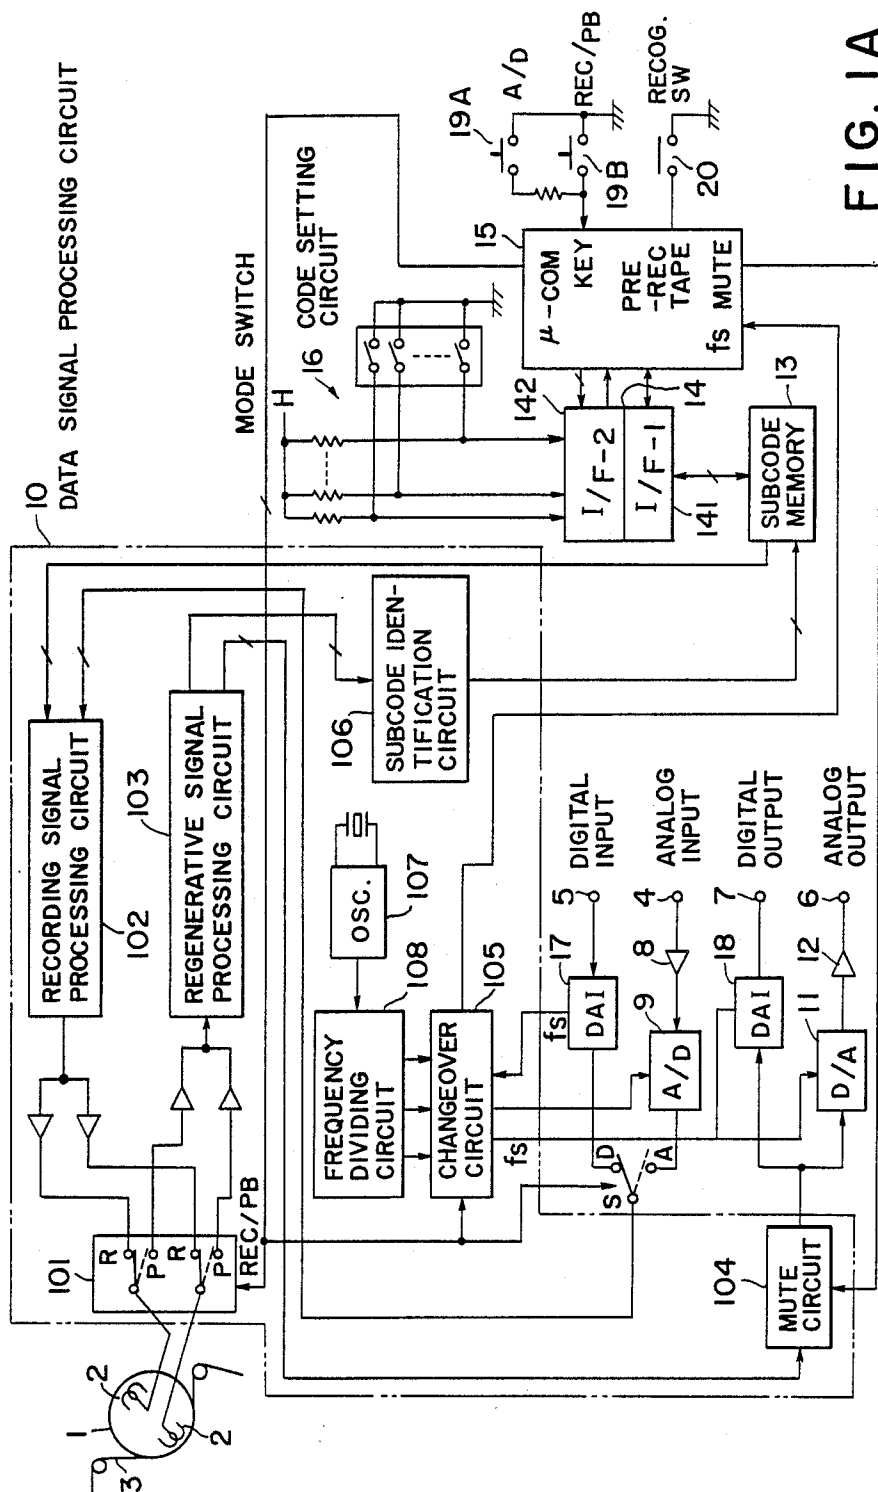 10
DATA SIGNAL PROCESSING CIRCUIT
MODE SWITCH
H
16
CODE SETTING
CIRCUIT
19A
A/D
REC/PB
19B
RECOG.
SW
20
15
μ-COM
KEY
PRE
-REC
TAPE
fs MUTE
142
I/F-2
14
I/F-1
141
13
SUBCODE
MEMORY
RECORDING SIGNAL
PROCESSING CIRCUIT
102
103
REGENERATIVE SIGNAL
PROCESSING CIRCUIT
106
SUBCODE IDEN-
TIFICATION
CIRCUIT
OSC.
107
108
FREQUENCY
DIVIDING
CIRCUIT
105
CHANGEOVER
CIRCUIT
fs
fs
17
DAI
5
DIGITAL
INPUT
9
A/D
8
4
ANALOG
INPUT
18
DAI
7
DIGITAL
OUTPUT
11
D/A
12
6
ANALOG
OUTPUT
S
D
A
104
MUTE
CIRCUIT
101
R
P
R
P
REC/PB
1
2
2
3
FIG. 1A